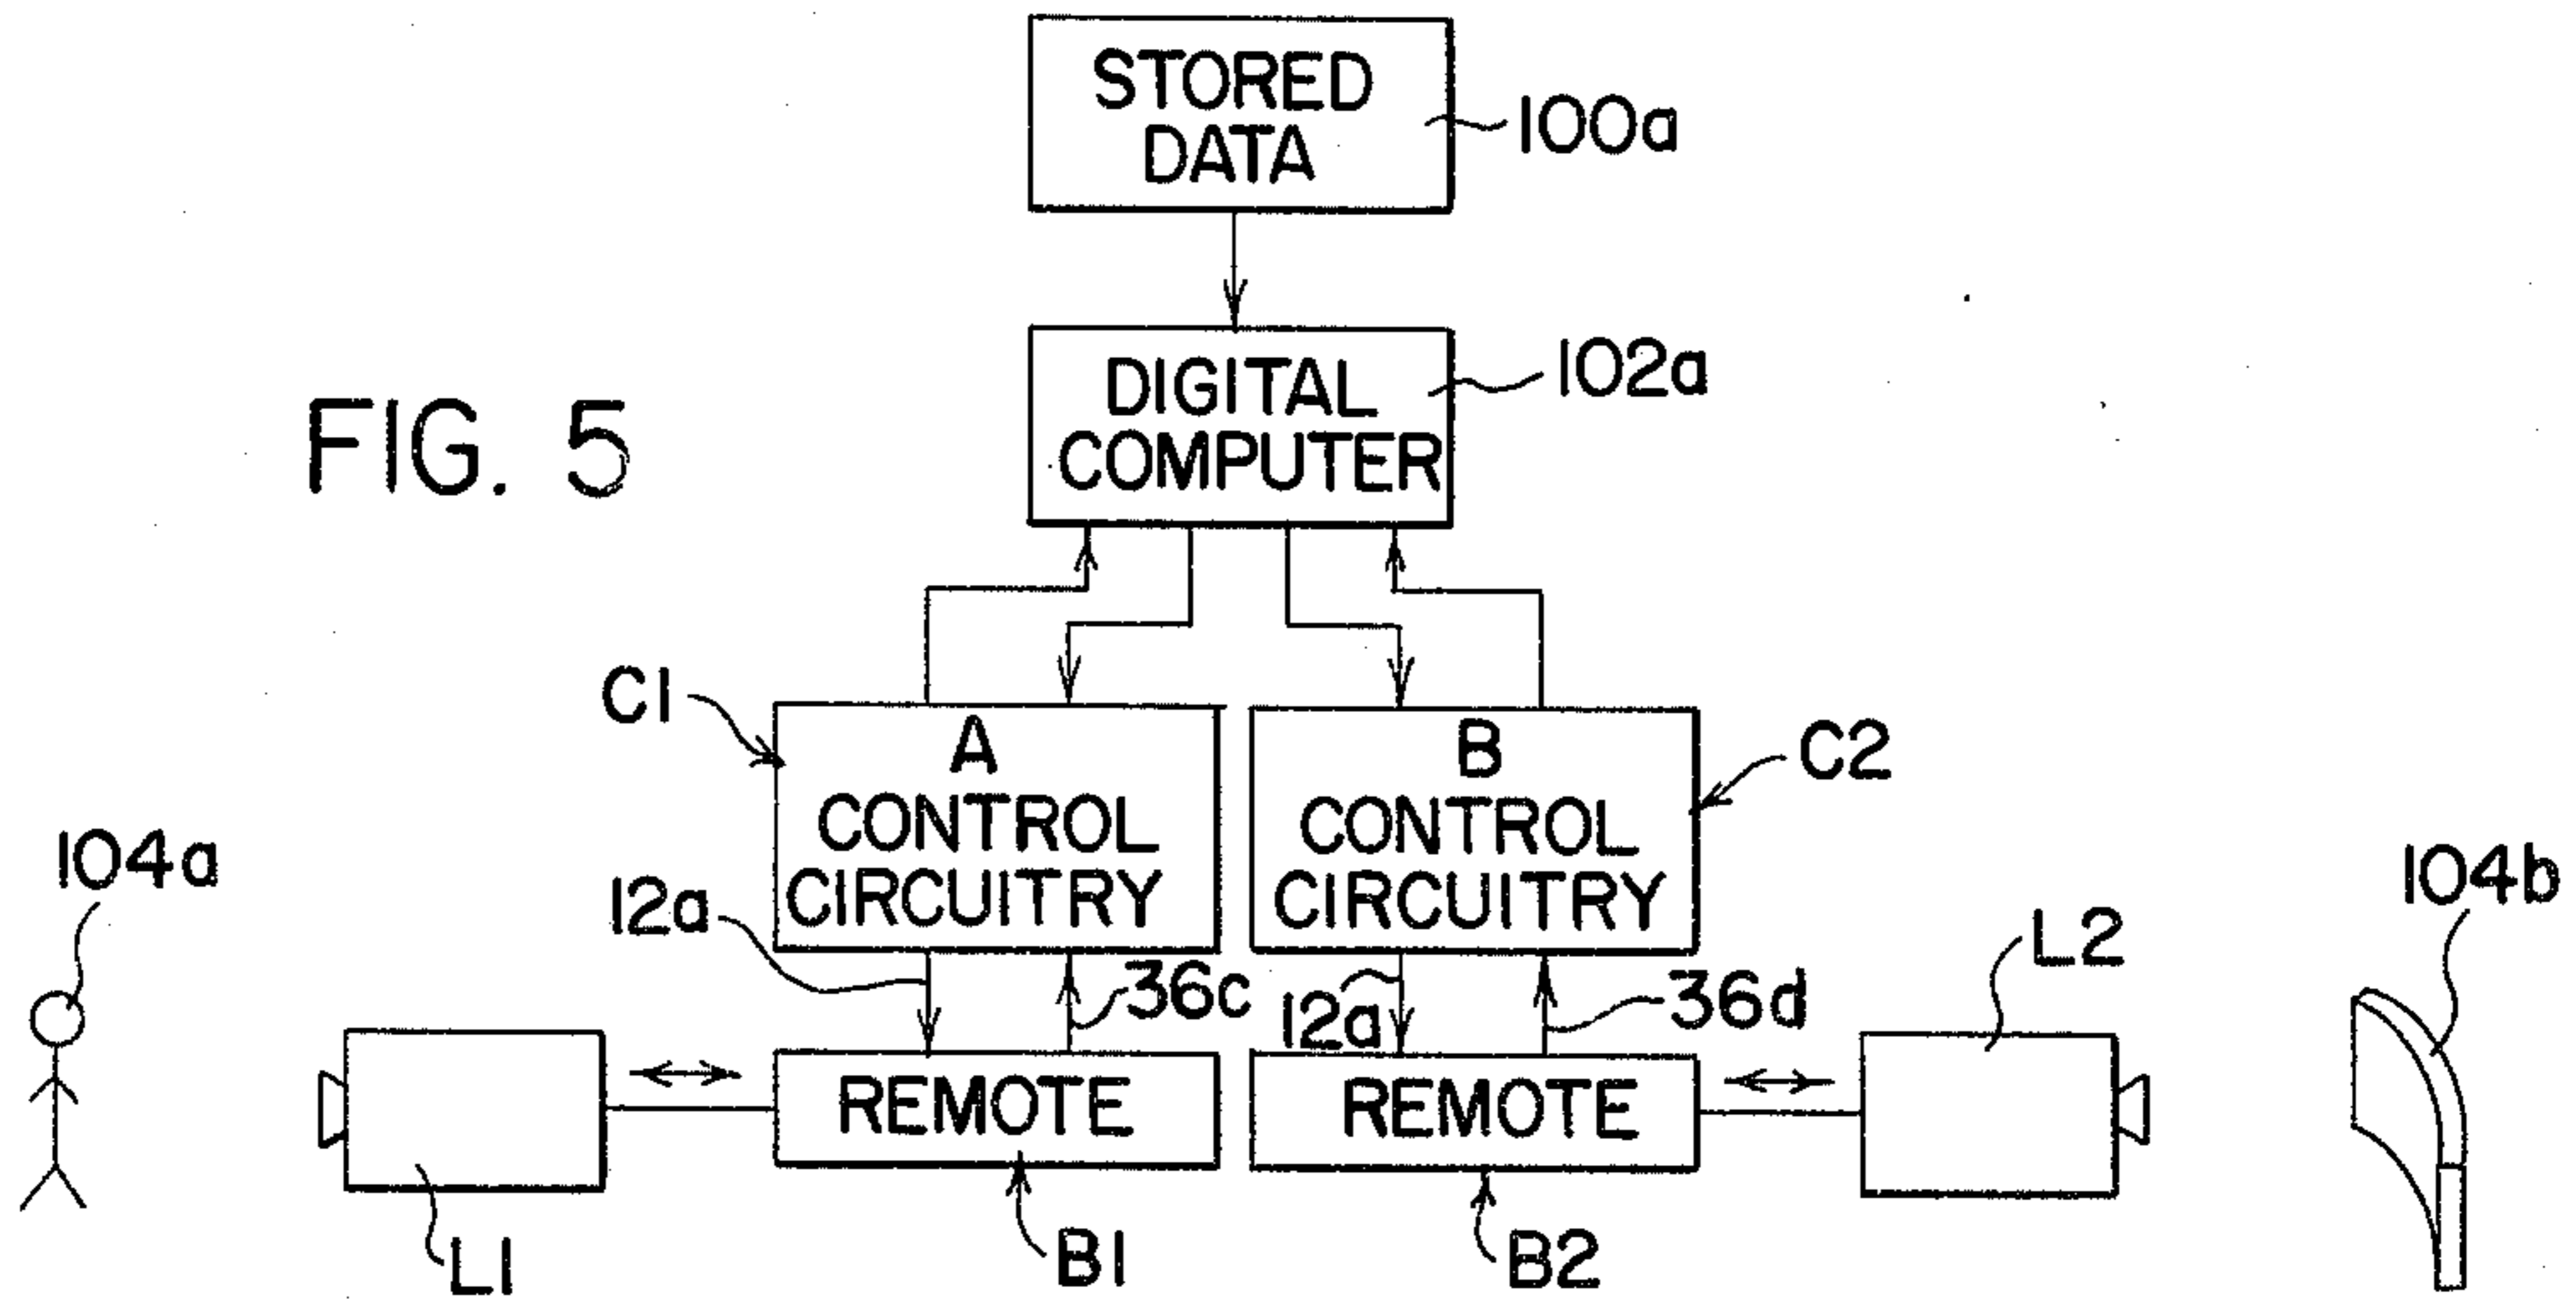 STORED
DATA
100a
DIGITAL
COMPUTER
102a
FIG. 5
C1
A
CONTROL
CIRCUITRY
B
CONTROL
CIRCUITRY
C2
104a
12a
36c
12a
36d
L2
104b
REMOTE
REMOTE
L1
B1
B2